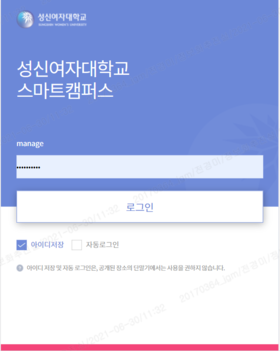 성신여자대학교
SUNGSHIN WOMEN'S UNIVERSITY
성신여자대학교
스마트캠퍼스
manage
•••••••••••
로그인
아이디저장 자동로그인
아이디 저장 및 자동 로그인은, 공개된 장소의 단말기에서는 사용을 권하지 않습니다.